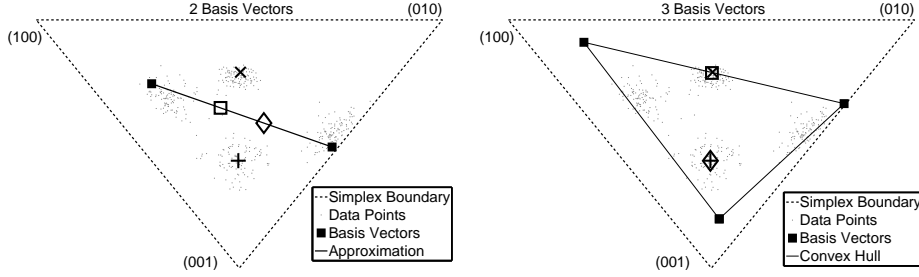 2 Basis Vectors
(100)
(010)
(001)
Simplex Boundary
Data Points
Basis Vectors
Approximation
3 Basis Vectors
(100)
(010)
(001)
Simplex Boundary
Data Points
Basis Vectors
Convex Hull